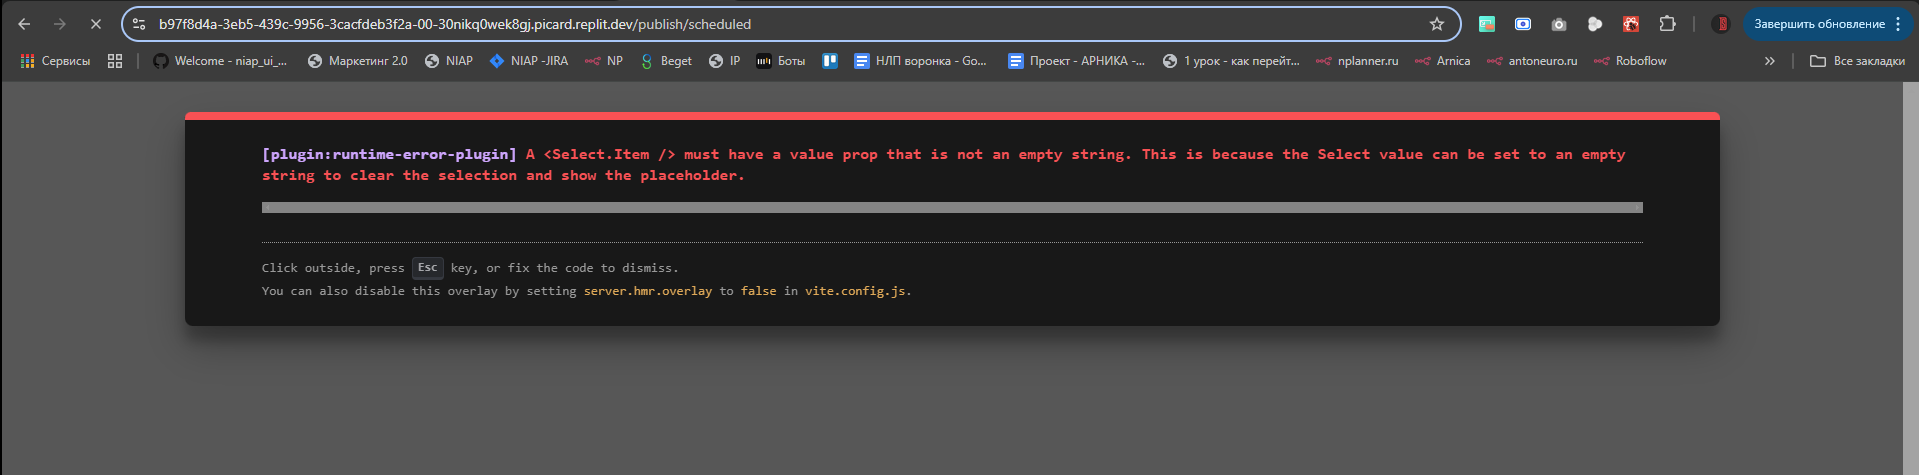 b97f8d4a-3eb5-439c-9956-3cacfdeb3f2a-00-30nikq0wek8gj.picard.replit.dev/publish/scheduled
Завершить обновление
Сервисы Welcome - niap_ui_... Маркетинг 2.0 NIAP NIAP -JIRA NP Beget IP Боты НЛП воронка - Go... Проект - АРНИКА -... 1 урок - как перейт... nplanner.ru Arnica antoneuro.ru Roboflow » Все закладки
[plugin:runtime-error-plugin] A <Select.Item /> must have a value prop that is not an empty string. This is because the Select value can be set to an empty
string to clear the selection and show the placeholder.
Click outside, press Esc key, or fix the code to dismiss.
You can also disable this overlay by setting server.hmr.overlay to false in vite.config.js.